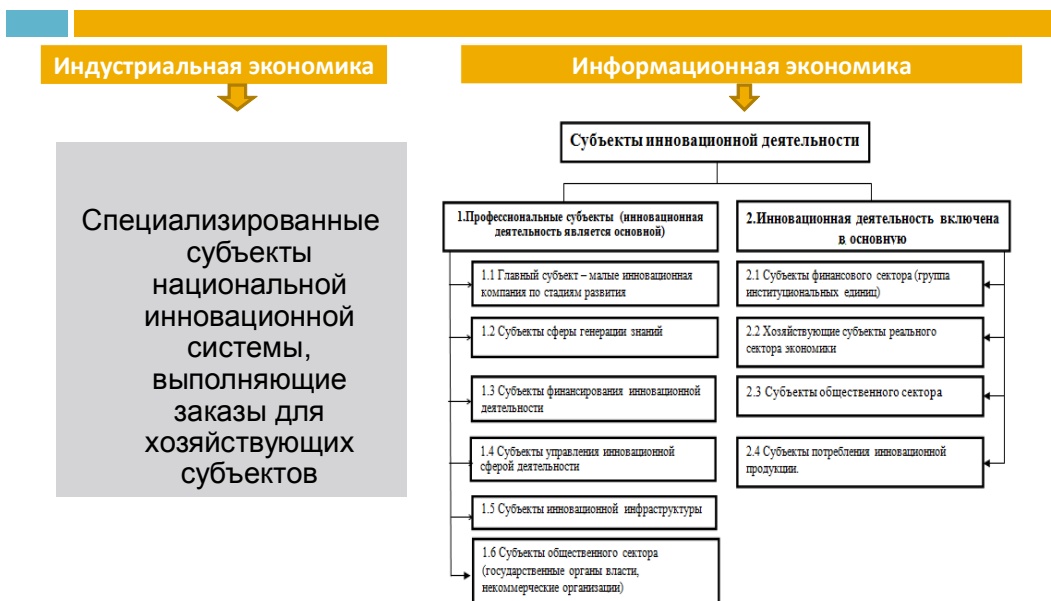 Индустриальная экономика
Информационная экономика
Специализированные
субъекты
национальной
инновационной
системы,
выполняющие
заказы для
хозяйствующих
субъектов
Субъекты инновационной деятельности
1.Профессиональные субъекты (инновационная
деятельность является основной)
1.1 Главный субъект – малые инновационная
компания по стадиям развития
1.2 Субъекты сферы генерации знаний
1.3 Субъекты финансирования инновационной
деятельности
1.4 Субъекты управления инновационной
сферой деятельности
1.5 Субъекты инновационной инфраструктуры
1.6 Субъекты общественного сектора
(государственные органы власти,
некоммерческие организации)
2.Инновационная деятельность включена
в основную
2.1 Субъекты финансового сектора (группа
институциональных единиц)
2.2 Хозяйствующие субъекты реального
сектора экономики
2.3 Субъекты общественного сектора
2.4 Субъекты потребления инновационной
продукции.